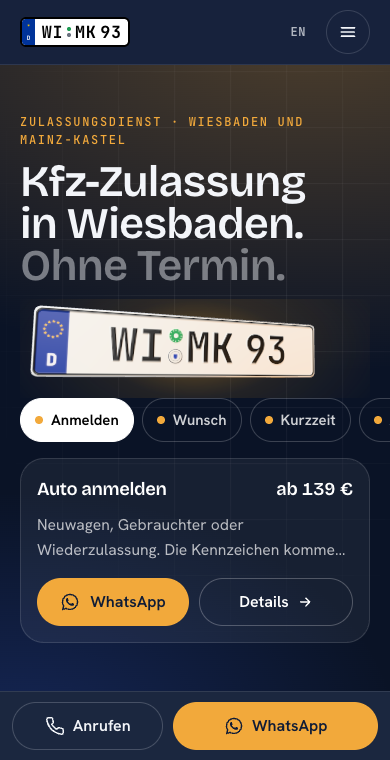 D
WI MK 93
EN
ZULASSUNGSDIENST · WIESBADEN UND
MAINZ-KASTEL
Kfz-Zulassung
in Wiesbaden.
Ohne Termin.
D
WI MK 93
Anmelden
Wunsch
Kurzzeit
Auto anmelden
ab 139 €
Neuwagen, Gebrauchter oder
Wiederzulassung. Die Kennzeichen komme…
WhatsApp
Details →
Anrufen
WhatsApp